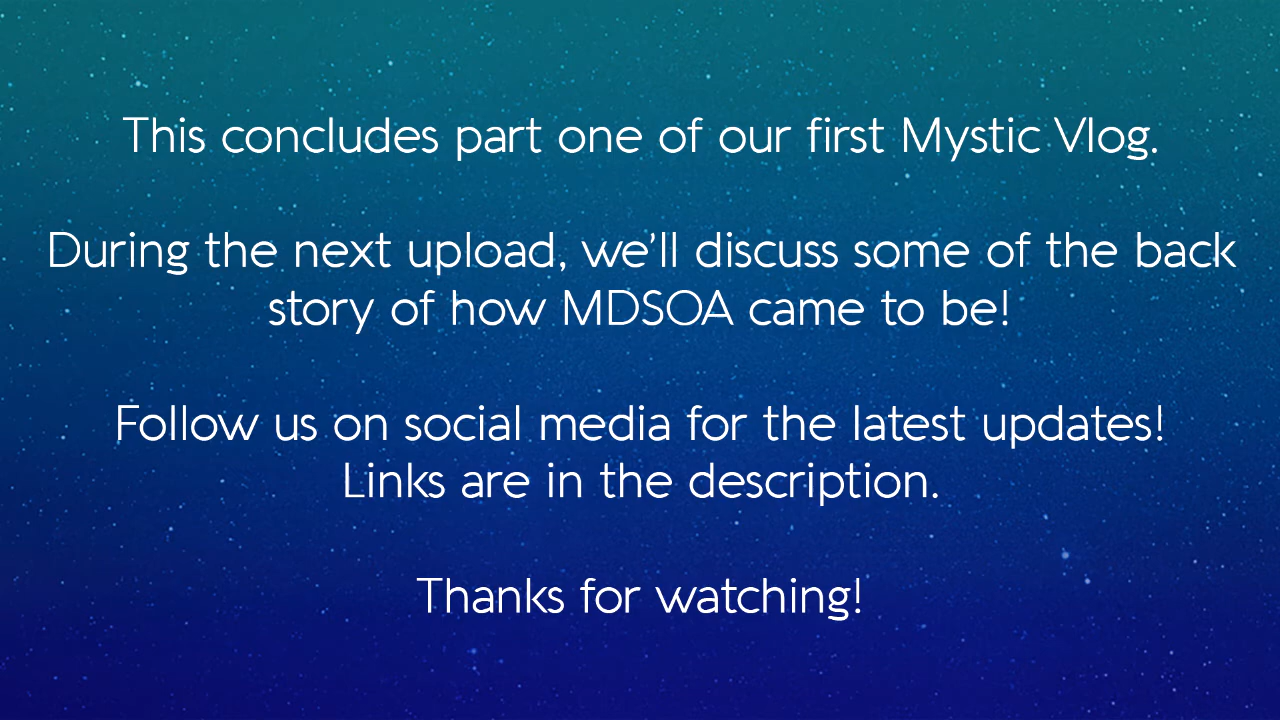 This concludes part one of our first Mystic Vlog.
During the next upload, we'll discuss some of the back
story of how MDSOA came to be!
Follow us on social media for the latest updates!
Links are in the description.
Thanks for watching!